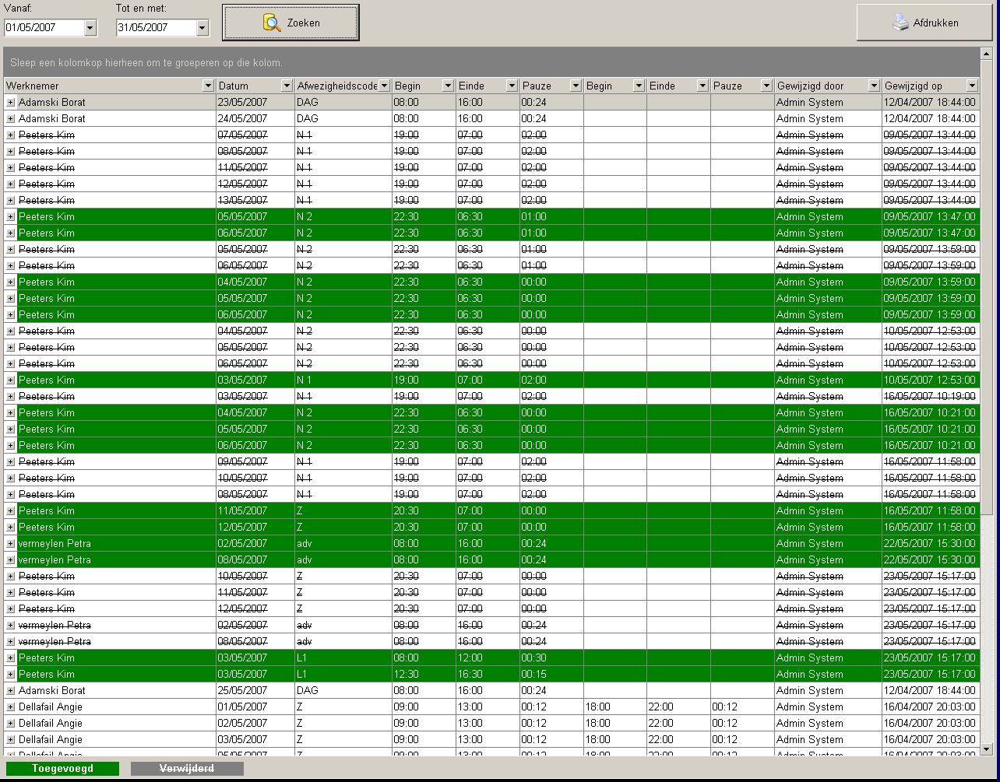 Vanaf: Tot en met:
01/05/2007 31/05/2007 Zoeken Afdrukken
Sleep een kolomkop hierheen om te groeperen op die kolom.
Werknemer Datum Afwezigheidscode Begin Einde Pauze Begin Einde Pauze Gewijzigd door Gewijzigd op
Adamski Borat 23/05/2007 DAG 08:00 16:00 00:24 Admin System 12/04/2007 18:44:00
Adamski Borat 24/05/2007 DAG 08:00 16:00 00:24 Admin System 12/04/2007 18:44:00
Peeters Kim 07/05/2007 N 1 19:00 07:00 02:00 Admin System 09/05/2007 13:44:00
Peeters Kim 08/05/2007 N 1 19:00 07:00 02:00 Admin System 09/05/2007 13:44:00
Peeters Kim 11/05/2007 N 1 19:00 07:00 02:00 Admin System 09/05/2007 13:44:00
Peeters Kim 12/05/2007 N 1 19:00 07:00 02:00 Admin System 09/05/2007 13:44:00
Peeters Kim 13/05/2007 N 1 19:00 07:00 02:00 Admin System 09/05/2007 13:44:00
Peeters Kim 05/05/2007 N 2 22:30 06:30 01:00 Admin System 09/05/2007 13:47:00
Peeters Kim 06/05/2007 N 2 22:30 06:30 01:00 Admin System 09/05/2007 13:47:00
Peeters Kim 05/05/2007 N 2 22:30 06:30 01:00 Admin System 09/05/2007 13:59:00
Peeters Kim 06/05/2007 N 2 22:30 06:30 01:00 Admin System 09/05/2007 13:59:00
Peeters Kim 04/05/2007 N 2 22:30 06:30 00:00 Admin System 09/05/2007 13:59:00
Peeters Kim 05/05/2007 N 2 22:30 06:30 00:00 Admin System 09/05/2007 13:59:00
Peeters Kim 06/05/2007 N 2 22:30 06:30 00:00 Admin System 09/05/2007 13:59:00
Peeters Kim 04/05/2007 N 2 22:30 06:30 00:00 Admin System 10/05/2007 12:53:00
Peeters Kim 05/05/2007 N 2 22:30 06:30 00:00 Admin System 10/05/2007 12:53:00
Peeters Kim 06/05/2007 N 2 22:30 06:30 00:00 Admin System 10/05/2007 12:53:00
Peeters Kim 03/05/2007 N 1 19:00 07:00 02:00 Admin System 10/05/2007 12:53:00
Peeters Kim 03/05/2007 N 1 19:00 07:00 02:00 Admin System 16/05/2007 10:19:00
Peeters Kim 04/05/2007 N 2 22:30 06:30 00:00 Admin System 16/05/2007 10:21:00
Peeters Kim 05/05/2007 N 2 22:30 06:30 00:00 Admin System 16/05/2007 10:21:00
Peeters Kim 06/05/2007 N 2 22:30 06:30 00:00 Admin System 16/05/2007 10:21:00
Peeters Kim 09/05/2007 N 1 19:00 07:00 02:00 Admin System 16/05/2007 11:58:00
Peeters Kim 10/05/2007 N 1 19:00 07:00 02:00 Admin System 16/05/2007 11:58:00
Peeters Kim 08/05/2007 N 1 19:00 07:00 02:00 Admin System 16/05/2007 11:58:00
Peeters Kim 11/05/2007 Z 20:30 07:00 00:00 Admin System 16/05/2007 11:58:00
Peeters Kim 12/05/2007 Z 20:30 07:00 00:00 Admin System 16/05/2007 11:58:00
vermeylen Petra 02/05/2007 adv 08:00 16:00 00:24 Admin System 22/05/2007 15:30:00
vermeylen Petra 08/05/2007 adv 08:00 16:00 00:24 Admin System 22/05/2007 15:30:00
Peeters Kim 10/05/2007 Z 20:30 07:00 00:00 Admin System 23/05/2007 15:17:00
Peeters Kim 11/05/2007 Z 20:30 07:00 00:00 Admin System 23/05/2007 15:17:00
Peeters Kim 12/05/2007 Z 20:30 07:00 00:00 Admin System 23/05/2007 15:17:00
vermeylen Petra 02/05/2007 adv 08:00 16:00 00:24 Admin System 23/05/2007 15:17:00
vermeylen Petra 08/05/2007 adv 08:00 16:00 00:24 Admin System 23/05/2007 15:17:00
Peeters Kim 03/05/2007 L1 08:00 12:00 00:30 Admin System 23/05/2007 15:17:00
Peeters Kim 03/05/2007 L1 12:30 16:30 00:15 Admin System 23/05/2007 15:17:00
Adamski Borat 25/05/2007 DAG 08:00 16:00 00:24 Admin System 12/04/2007 18:44:00
Dellafail Angie 01/05/2007 Z 09:00 13:00 00:12 18:00 22:00 00:12 Admin System 16/04/2007 20:03:00
Dellafail Angie 02/05/2007 Z 09:00 13:00 00:12 18:00 22:00 00:12 Admin System 16/04/2007 20:03:00
Dellafail Angie 03/05/2007 Z 09:00 13:00 00:12 18:00 22:00 00:12 Admin System 16/04/2007 20:03:00
Toegevoegd Verwijderd